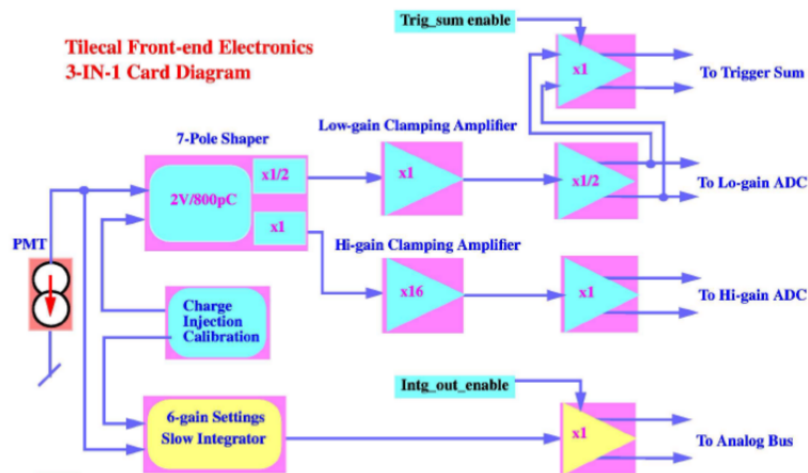 Trig_sum enable
Tilecal Front-end Electronics
3-IN-1 Card Diagram
x1
To Trigger Sum
7-Pole Shaper
Low-gain Clamping Amplifier
2V/800pC
x1/2
x1
x1
x1/2
To Lo-gain ADC
PMT
Hi-gain Clamping Amplifier
x16
x1
To Hi-gain ADC
Charge
Injection
Calibration
Intg_out_enable
6-gain Settings
Slow Integrator
x1
To Analog Bus